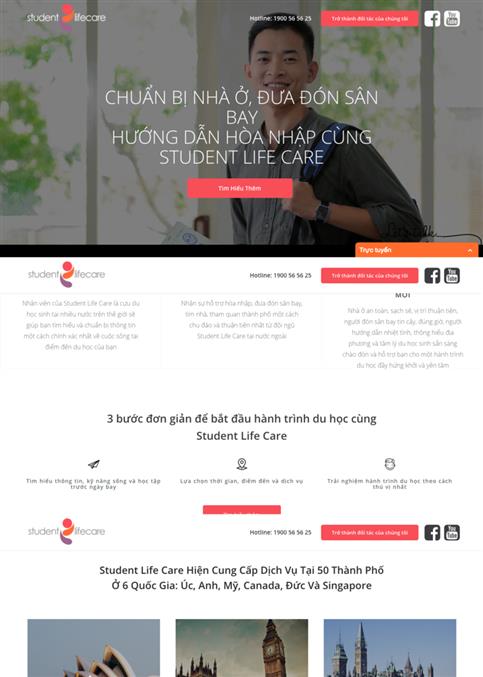 student lifecare
Hotline: 1900 56 56 25
Trở thành đối tác của chúng tôi
You
Tube
CHUẨN BỊ NHÀ Ở, ĐƯA ĐÓN SÂN
BAY
HƯỚNG DẪN HÒA NHẬP CÙNG
STUDENT LIFE CARE
Tìm Hiểu Thêm
Let's talk
Trực tuyến
student lifecare
Hotline: 1900 56 56 25
Trở thành đối tác của chúng tôi
You
Tube
MỌI
Nhân viên của Student Life Care là cựu du
học sinh tại nhiều nước trên thế giới sẽ
giúp bạn tìm hiểu và chuẩn bị thông tin
một cách chính xác nhất về cuộc sống tại
điểm đến du học của bạn
Nhận sự hỗ trợ hòa nhập, đưa đón sân bay,
tìm nhà, tham quan thành phố một cách
chu đáo và thuận tiện nhất từ đội ngũ
Student Life Care tại nước ngoài
Nhà ở an toàn, sạch sẽ, vị trí thuận tiện,
người đón sân bay tin cậy, đúng giờ, người
hướng dẫn nhiệt tình, thông hiểu địa
phương và tâm lý du học sinh sẵn sàng
chào đón và hỗ trợ bạn cho một hành trình
du học đầy hứng khởi và yên tâm
3 bước đơn giản để bắt đầu hành trình du học cùng
Student Life Care
Tìm hiểu thông tin, kỹ năng sống và học tập
trước ngày bay
Lựa chọn thời gian, điểm đến và dịch vụ
Trải nghiệm hành trình du học theo cách
thú vị nhất
student lifecare
Hotline: 1900 56 56 25
Trở thành đối tác của chúng tôi
You
Tube
Student Life Care Hiện Cung Cấp Dịch Vụ Tại 50 Thành Phố
Ở 6 Quốc Gia: Úc, Anh, Mỹ, Canada, Đức Và Singapore